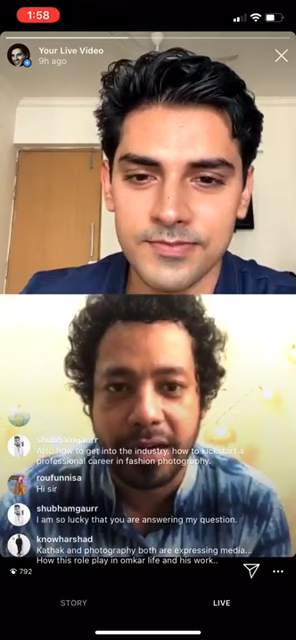 1:58
Your Live Video
9h ago
shubhamgaurr
Also how to get into the industry, how to kickstart a
professional career in fashion photography.
roufunnisa
Hi sir
shubhamgaurr
I am so lucky that you are answering my question.
knowharshad
Kathak and photography both are expressing media...
How this role play in omkar life and his work..
792
STORY
LIVE